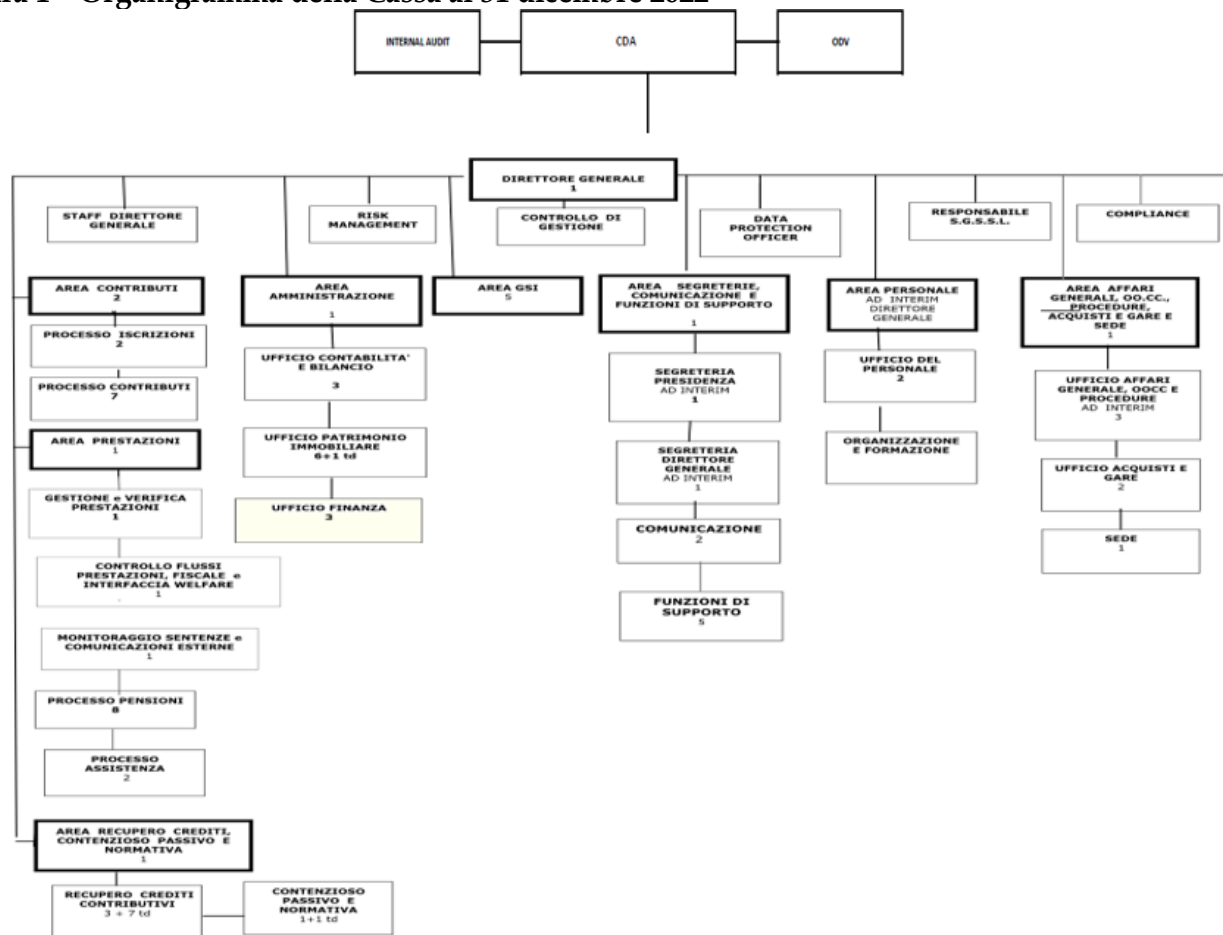 Organigramma della Cassa al 31 dicembre 2022
INTERNAL AUDIT
CDA
ODV
DIRETTORE GENERALE
1
STAFF DIRETTORE
GENERALE
RISK
MANAGEMENT
CONTROLLO DI
GESTIONE
DATA
PROTECTION
OFFICER
RESPONSABILE
S.G.S.S.L.
COMPLIANCE
AREA CONTRIBUTI
2
PROCESSO ISCRIZIONI
2
PROCESSO CONTRIBUTI
7
AREA PRESTAZIONI
1
GESTIONE e VERIFICA
PRESTAZIONI
1
CONTROLLO FLUSSI
PRESTAZIONI, FISCALE e
INTERFACCIA WELFARE
1
MONITORAGGIO SENTENZE e
COMUNICAZIONI ESTERNE
1
PROCESSO PENSIONI
8
PROCESSO
ASSISTENZA
2
AREA RECUPERO CREDITI,
CONTENZIOSO PASSIVO E
NORMATIVA
1
RECUPERO CREDITI
CONTRIBUTIVI
3 + 7 td
CONTENZIOSO
PASSIVO E
NORMATIVA
1+1 td
AREA
AMMINISTRAZIONE
1
UFFICIO CONTABILITA'
E BILANCIO
3
UFFICIO PATRIMONIO
IMMOBILIARE
6+1 td
UFFICIO FINANZA
3
AREA GSI
5
AREA SEGRETERIE,
COMUNICAZIONE E
FUNZIONI DI SUPPORTO
1
SEGRETERIA
PRESIDENZA
AD INTERIM
1
SEGRETERIA
DIRETTORE
GENERALE
AD INTERIM
1
COMUNICAZIONE
2
FUNZIONI DI
SUPPORTO
5
AREA PERSONALE
AD INTERIM
DIRETTORE
GENERALE
UFFICIO DEL
PERSONALE
2
ORGANIZZAZIONE
E FORMAZIONE
AREA AFFARI
GENERALI, OO.CC.,
PROCEDURE,
ACQUISTI E GARE E
SEDE
1
UFFICIO AFFARI
GENERALE, OOCC E
PROCEDURE
AD INTERIM
3
UFFICIO ACQUISTI E
GARE
2
SEDE
1